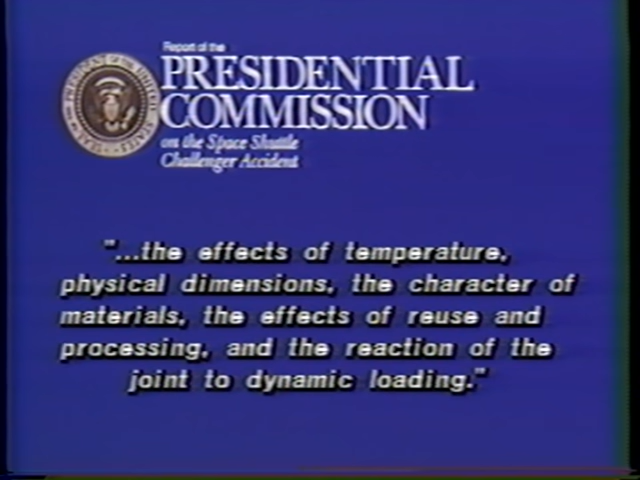 Report of the
PRESIDENTIAL
COMMISSION
on the Space Shuttle
Challenger Accident
"...the effects of temperature,
physical dimensions, the character of
materials, the effects of reuse and
processing, and the reaction of the
joint to dynamic loading."